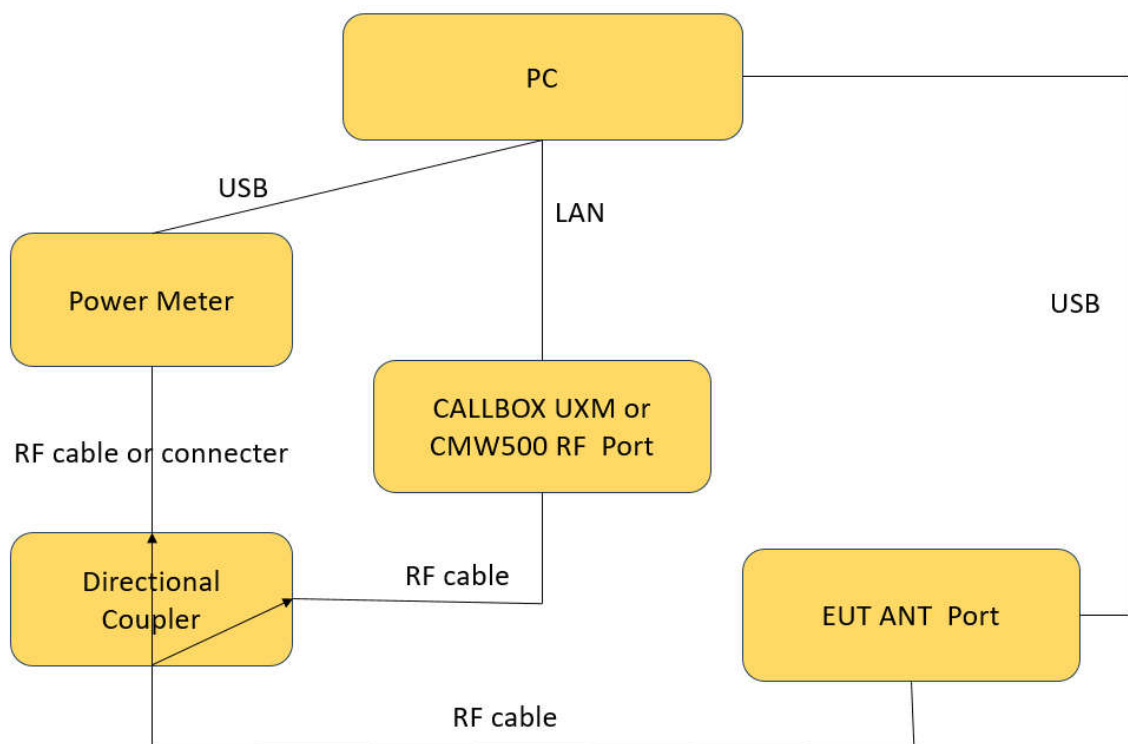 PC
USB
LAN
Power Meter
USB
CALLBOX UXM or
CMW500 RF  Port
RF cable or connecter
Directional
Coupler
RF cable
EUT ANT  Port
RF cable